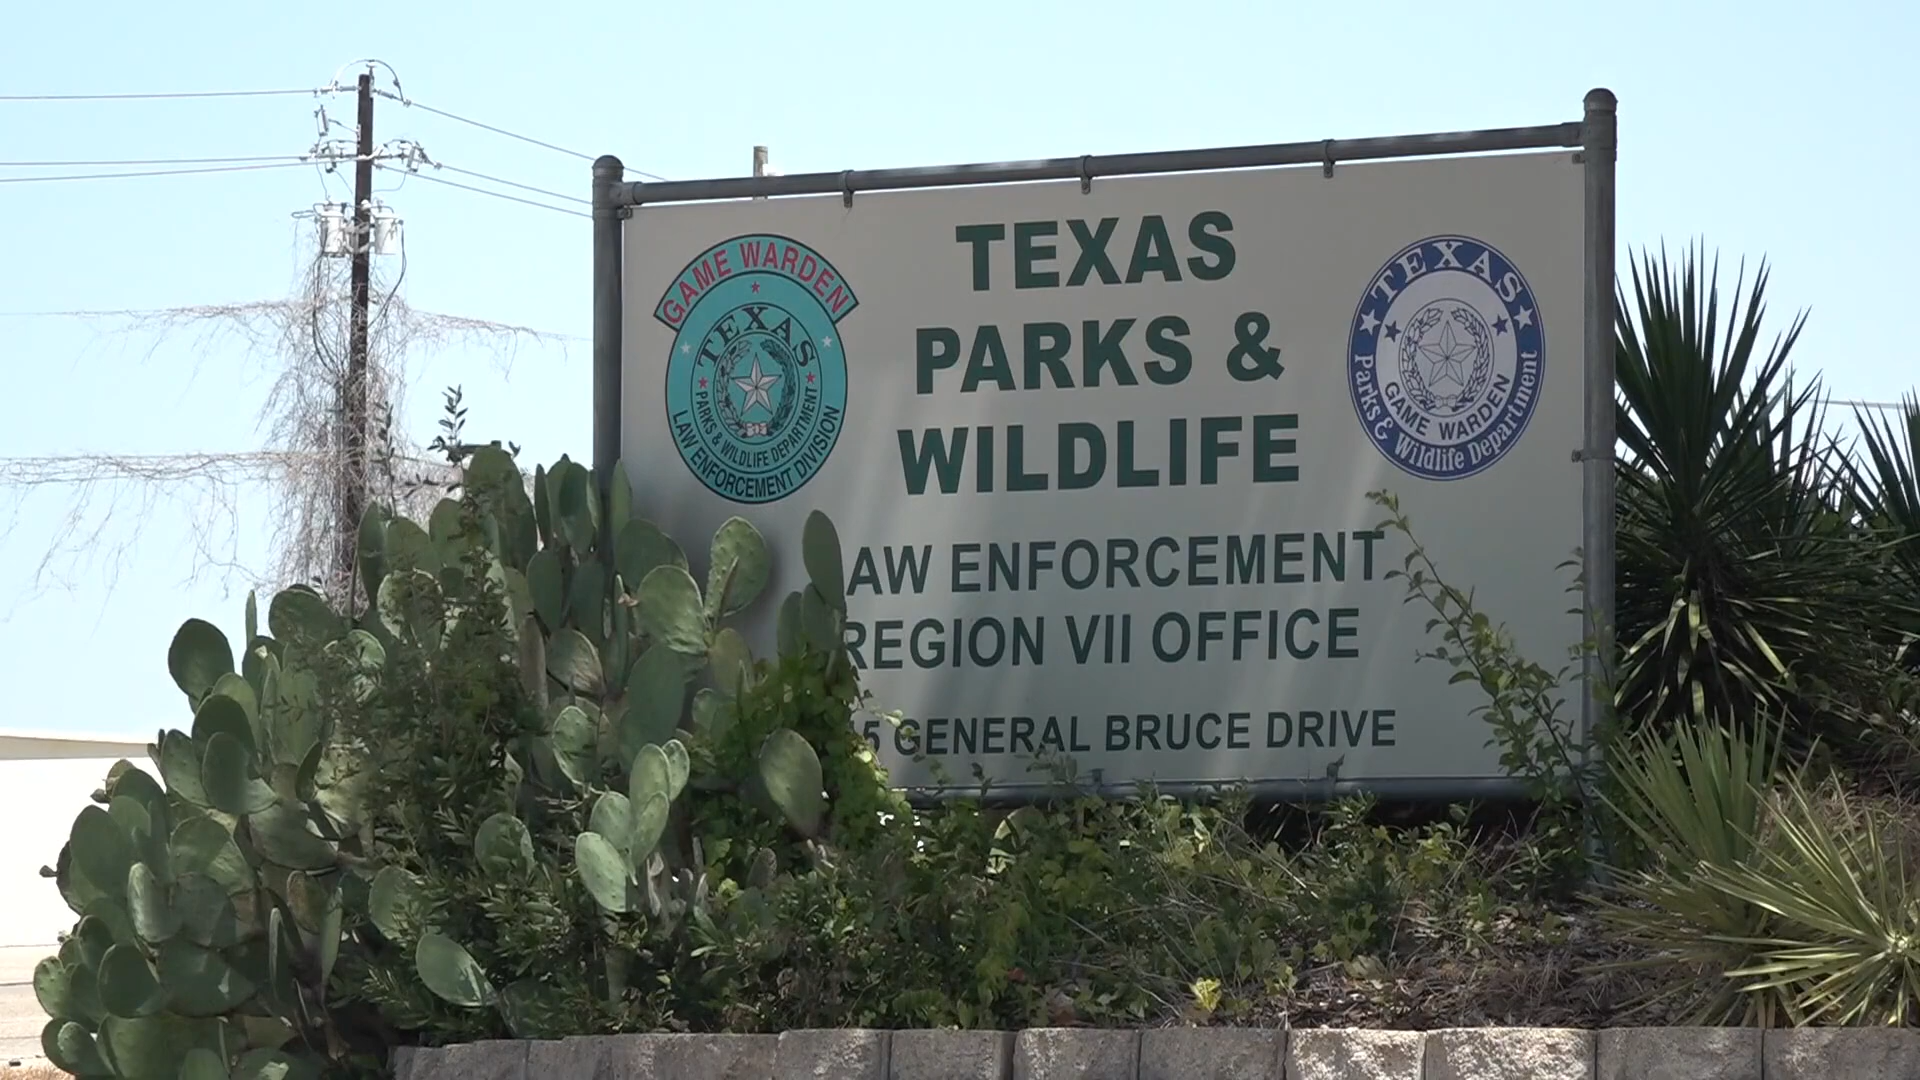 GAME WARDEN
TEXAS
PARKS & WILDLIFE DEPARTMENT
LAW ENFORCEMENT DIVISION
TEXAS
PARKS &
WILDLIFE
AW ENFORCEMENT
REGION VII OFFICE
5 GENERAL BRUCE DRIVE
TEXAS
GAME WARDEN
Parks & Wildlife Department